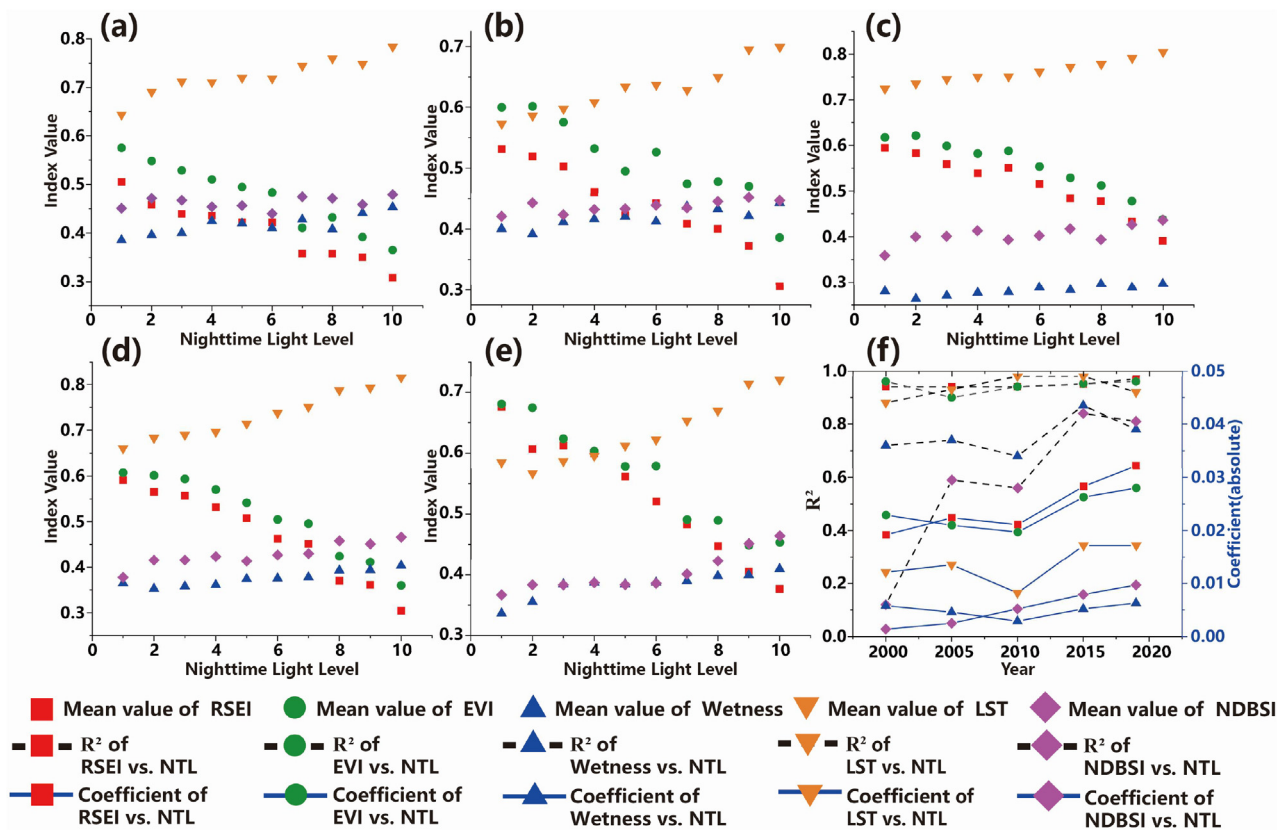 (a)
Index Value
0.8
0.7
0.6
0.5
0.4
0.3
0 2 4 6 8 10
Nighttime Light Level
(b)
Index Value
0.7
0.6
0.5
0.4
0.3
0 2 4 6 8 10
Nighttime Light Level
(c)
Index Value
0.8
0.7
0.6
0.5
0.4
0.3
0 2 4 6 8 10
Nighttime Light Level
(d)
Index Value
0.8
0.7
0.6
0.5
0.4
0.3
0 2 4 6 8 10
Nighttime Light Level
(e)
Index Value
0.7
0.6
0.5
0.4
0.3
0 2 4 6 8 10
Nighttime Light Level
(f)
R²
1.0
0.8
0.6
0.4
0.2
0.0
2000 2005 2010 2015 2020
Year
0.05
0.04
0.03
0.02
0.01
0.00
Coefficient(absolute)
Mean value of RSEI
Mean value of EVI
Mean value of Wetness
Mean value of LST
Mean value of NDBSI
R² of
RSEI vs. NTL
R² of
EVI vs. NTL
R² of
Wetness vs. NTL
R² of
LST vs. NTL
R² of
NDBSI vs. NTL
Coefficient of
RSEI vs. NTL
Coefficient of
EVI vs. NTL
Coefficient of
Wetness vs. NTL
Coefficient of
LST vs. NTL
Coefficient of
NDBSI vs. NTL